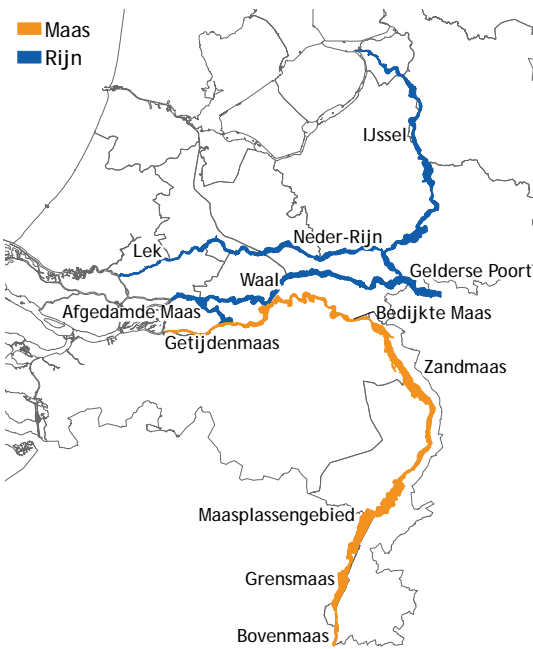 Maas
Rijn
IJssel
Neder-Rijn
Lek
Gelderse Poort
Waal
Afgedamde Maas
Bedijkte Maas
Getijdenmaas
Zandmaas
Maasplassengebied
Grensmaas
Bovenmaas